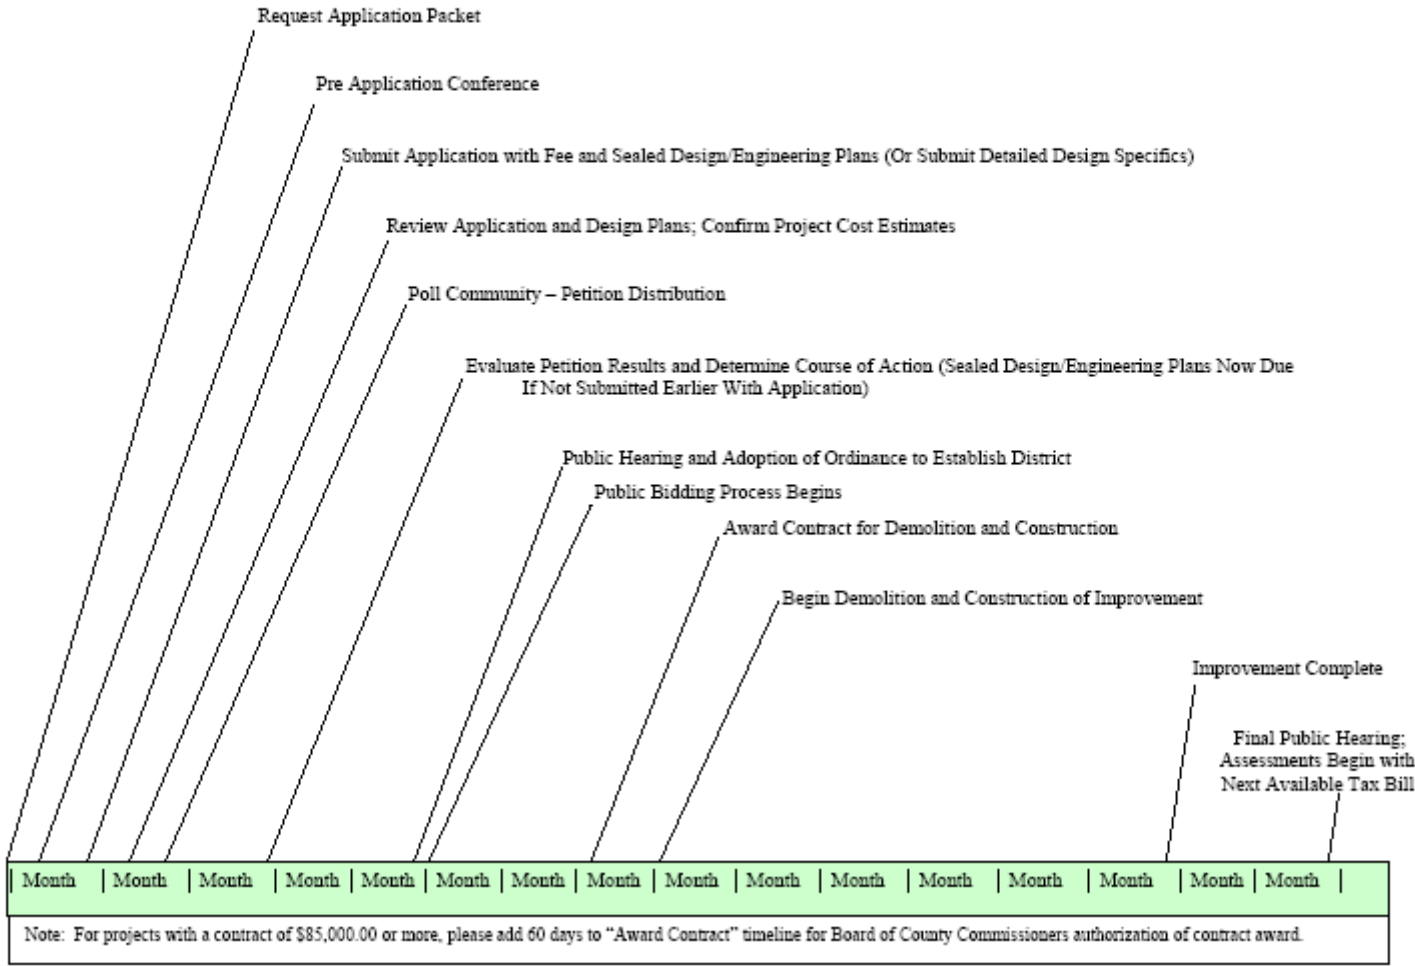 Request Application Packet
Pre Application Conference
Submit Application with Fee and Sealed Design/Engineering Plans (Or Submit Detailed Design Specifics)
Review Application and Design Plans; Confirm Project Cost Estimates
Poll Community – Petition Distribution
Evaluate Petition Results and Determine Course of Action (Sealed Design/Engineering Plans Now Due
If Not Submitted Earlier With Application)
Public Hearing and Adoption of Ordinance to Establish District
Public Bidding Process Begins
Award Contract for Demolition and Construction
Begin Demolition and Construction of Improvement
Improvement Complete
Final Public Hearing;
Assessments Begin with
Next Available Tax Bill
| Month | Month | Month | Month | Month | Month | Month | Month | Month | Month | Month | Month | Month | Month | Month | Month |
Note: For projects with a contract of $85,000.00 or more, please add 60 days to “Award Contract” timeline for Board of County Commissioners authorization of contract award.